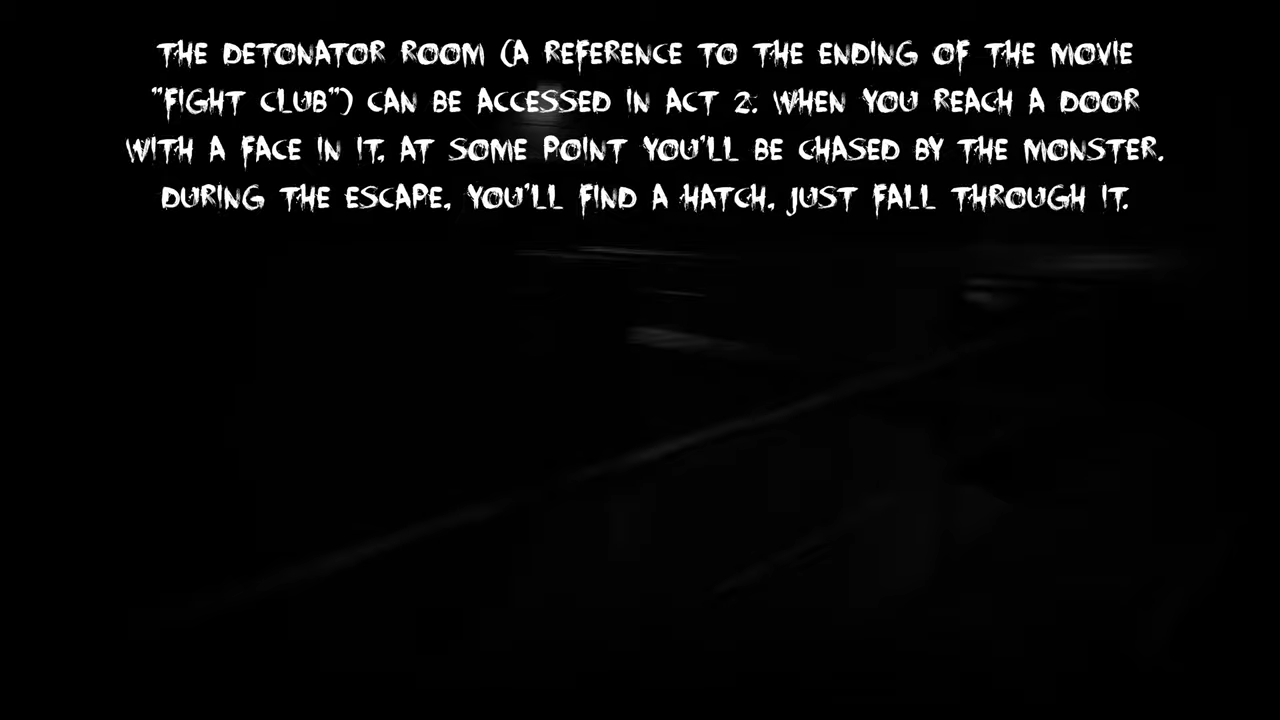 THE DETONATOR ROOM (A REFERENCE TO THE ENDING OF THE MOVIE
"FIGHT CLUB") CAN BE ACCESSED IN ACT 2. WHEN YOU REACH A DOOR
WITH A FACE IN IT, AT SOME POINT YOU'LL BE CHASED BY THE MONSTER.
DURING THE ESCAPE, YOU'LL FIND A HATCH, JUST FALL THROUGH IT.